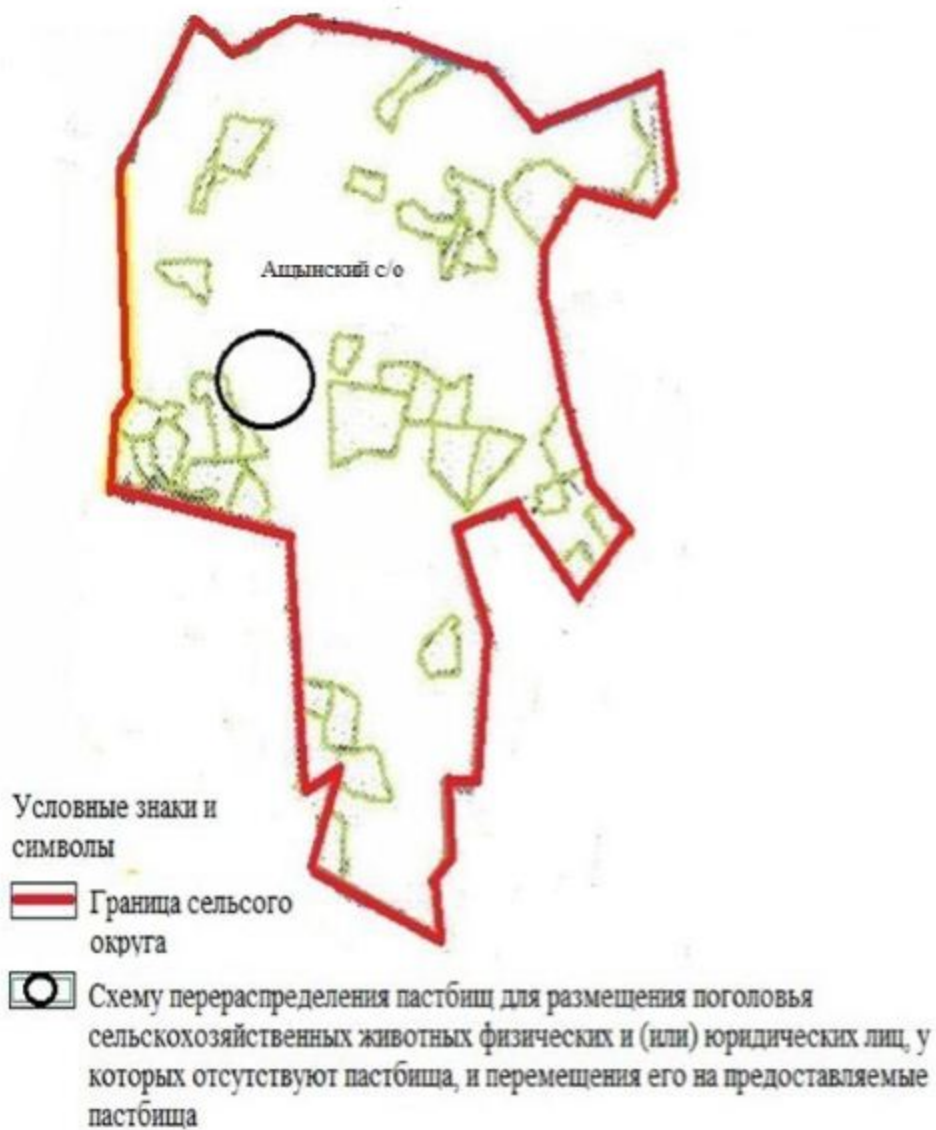 Ащынский с/о
Условные знаки и
символы
Граница сельсого
округа
Схему перераспределения пастбищ для размещения поголовья
сельскохозяйственных животных физических и (или) юридических лиц, у
которых отсутствуют пастбища, и перемещения его на предоставляемые
пастбища